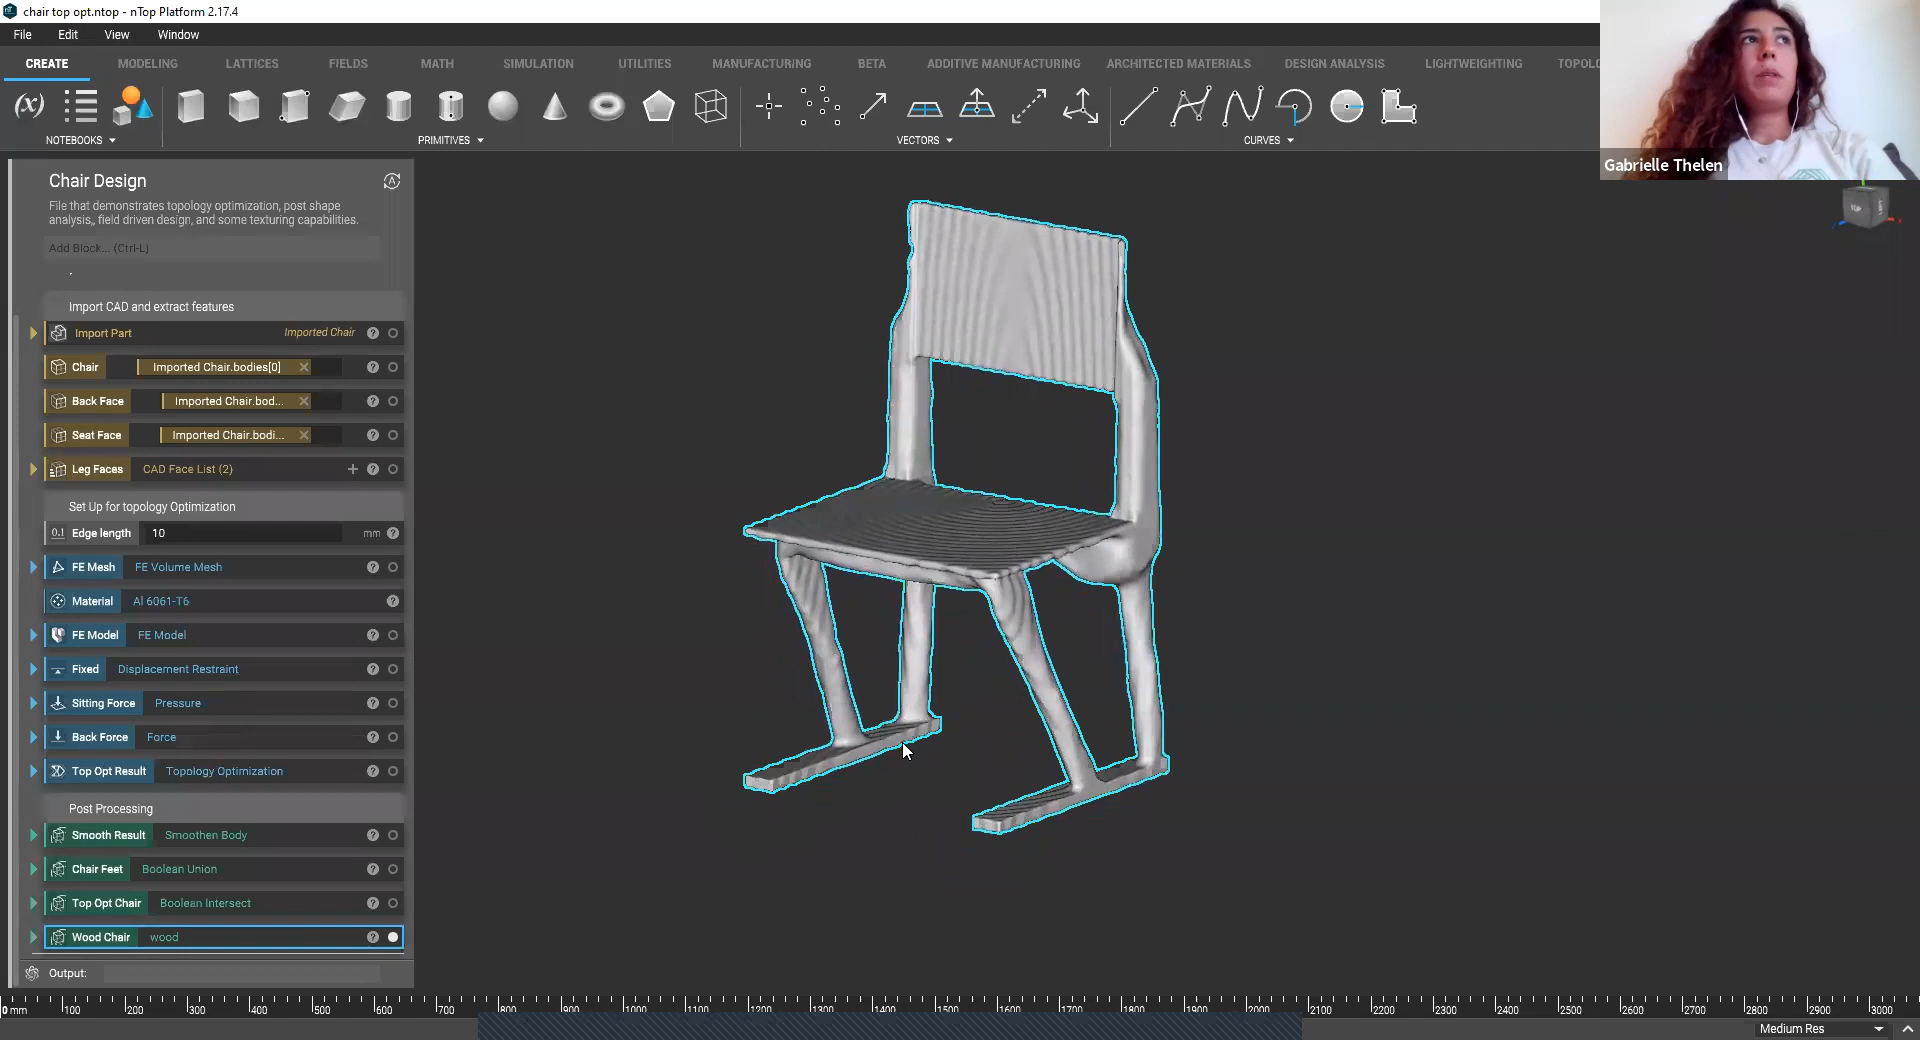 chair top opt.ntop - nTop Platform 2.17.4
File Edit View Window
CREATE MODELING LATTICES FIELDS MATH SIMULATION UTILITIES MANUFACTURING BETA ADDITIVE MANUFACTURING ARCHITECTED MATERIALS DESIGN ANALYSIS LIGHTWEIGHTING TOPOLO
(x)
NOTEBOOKS PRIMITIVES VECTORS CURVES
Gabrielle Thelen
TOP LEFT
Chair Design
File that demonstrates topology optimization, post shape
analysis,, field driven design, and some texturing capabilities.
Add Block... (Ctrl-L)
Import CAD and extract features
Import Part Imported Chair
Chair Imported Chair.bodies[0]
Back Face Imported Chair.bod...
Seat Face Imported Chair.bodi...
Leg Faces CAD Face List (2)
Set Up for topology Optimization
0.1 Edge length 10 mm
FE Mesh FE Volume Mesh
Material Al 6061-T6
FE Model FE Model
Fixed Displacement Restraint
Sitting Force Pressure
Back Force Force
Top Opt Result Topology Optimization
Post Processing
Smooth Result Smoothen Body
Chair Feet Boolean Union
Top Opt Chair Boolean Intersect
Wood Chair wood
Output:
0 mm 100 200 300 400 500 600 700 800 900 1000 1100 1200 1300 1400 1500 1600 1700 1800 1900 2000 2100 2200 2300 2400 2500 2600 2700 2800 2900 3000
Medium Res